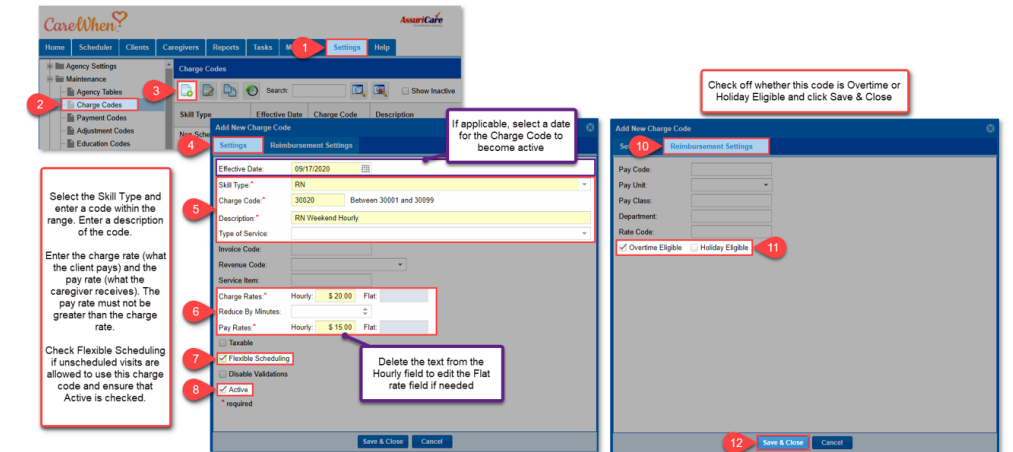 CareWhen?
AssuriCare
Home Scheduler Clients Caregivers Reports Tasks M 1 Settings Help
Agency Settings
Maintenance
Agency Tables
2 Charge Codes
Payment Codes
Adjustment Codes
Education Codes
Charge Codes
3 Search: Show Inactive
Skill Type Effective Date Charge Code Description
Non Sche
Add New Charge Code
4 Settings Reimbursement Settings
If applicable, select a date
for the Charge Code to
become active
Effective Date: 09/17/2020
5
Skill Type:* RN
Charge Code:* 30020 Between 30001 and 30099
Description:* RN Weekend Hourly
Type of Service:
Invoice Code:
Revenue Code:
Service Item:
6
Charge Rates:* Hourly: $ 20.00 Flat:
Reduce By Minutes:
Pay Rates:* Hourly: $ 15.00 Flat:
Taxable
7 Flexible Scheduling
Disable Validations
8 Active
* required
Delete the text from the
Hourly field to edit the Flat
rate field if needed
Save & Close Cancel
Select the Skill Type and
enter a code within the
range. Enter a description
of the code.
Enter the charge rate (what
the client pays) and the
pay rate (what the
caregiver receives). The
pay rate must not be
greater than the charge
rate.
Check Flexible Scheduling
if unscheduled visits are
allowed to use this charge
code and ensure that
Active is checked.
Check off whether this code is Overtime or
Holiday Eligible and click Save & Close
Add New Charge Code
Se 10 Reimbursement Settings
Pay Code:
Pay Unit:
Pay Class:
Department:
Rate Code:
Overtime Eligible Holiday Eligible 11
12 Save & Close Cancel